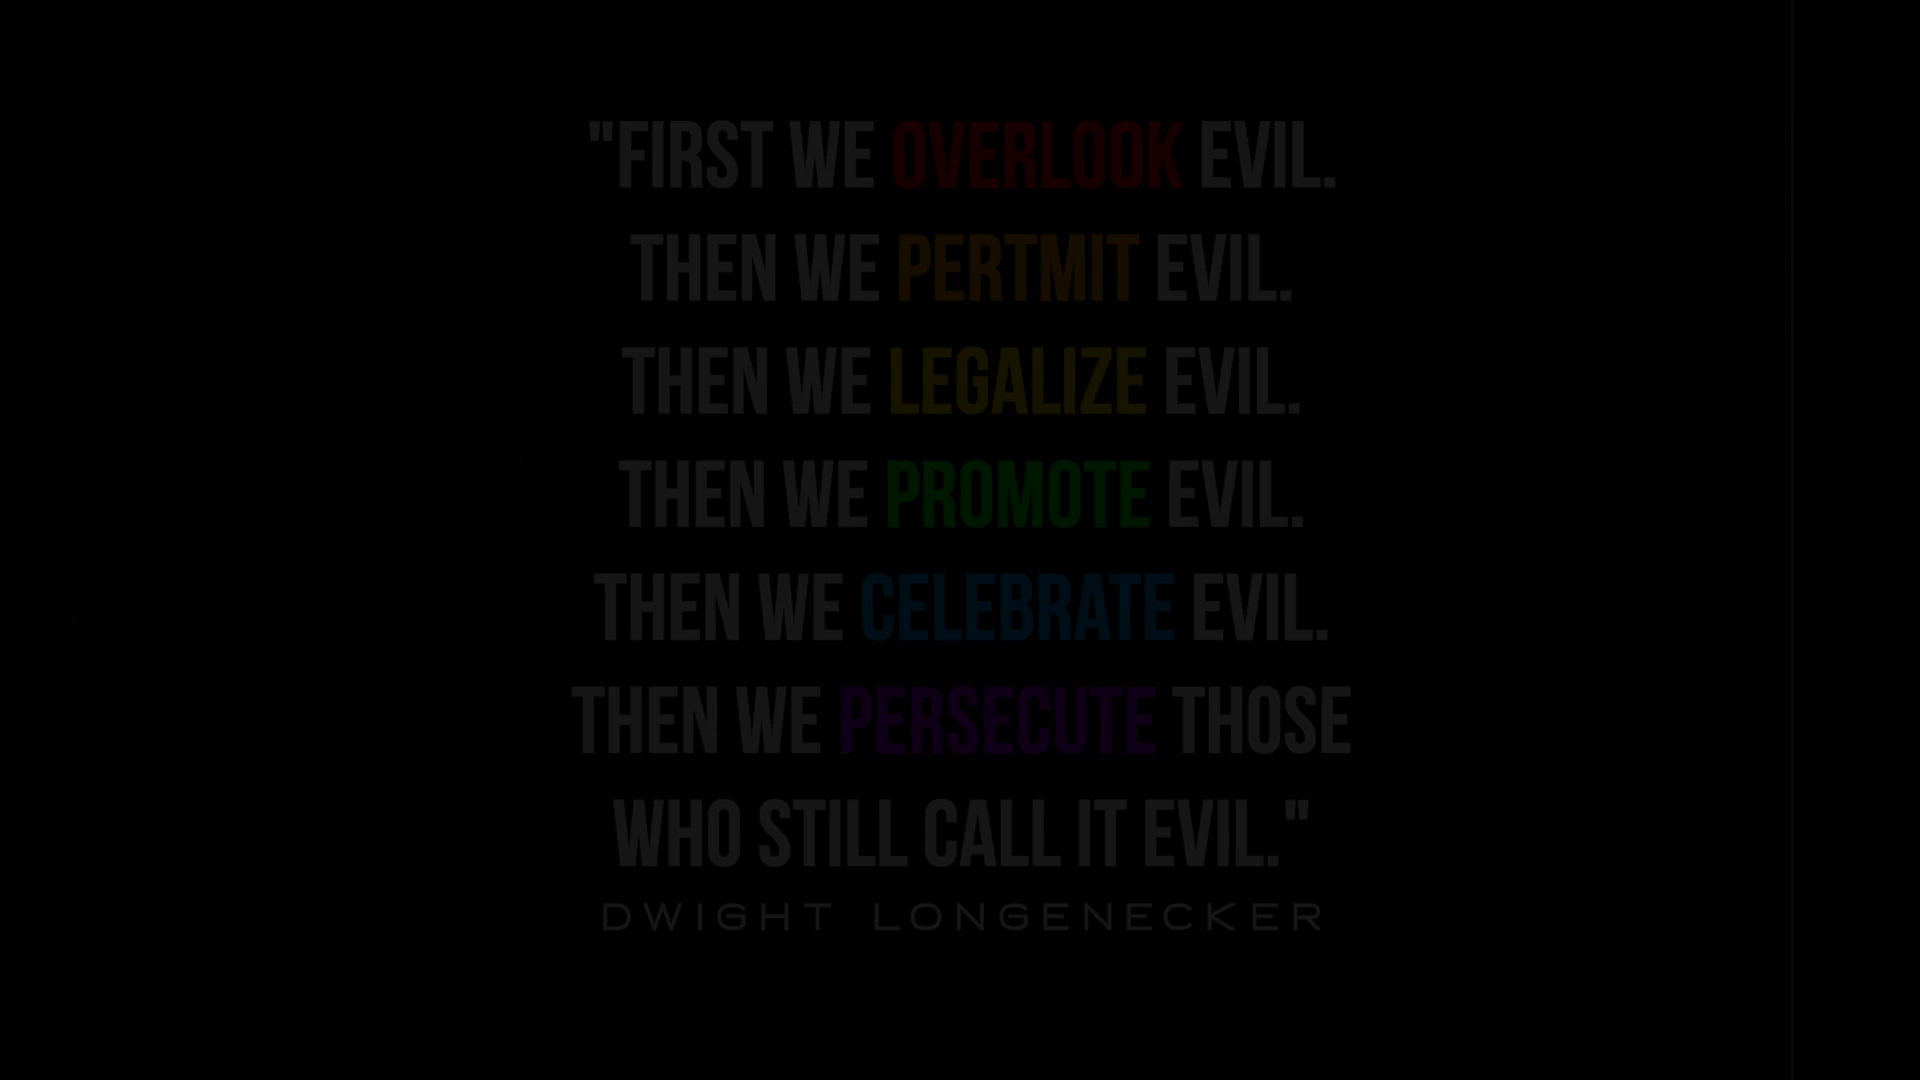 "FIRST WE OVERLOOK EVIL.
THEN WE PERTMIT EVIL.
THEN WE LEGALIZE EVIL.
THEN WE PROMOTE EVIL.
THEN WE CELEBRATE EVIL.
THEN WE PERSECUTE THOSE
WHO STILL CALL IT EVIL."
DWIGHT LONGENECKER